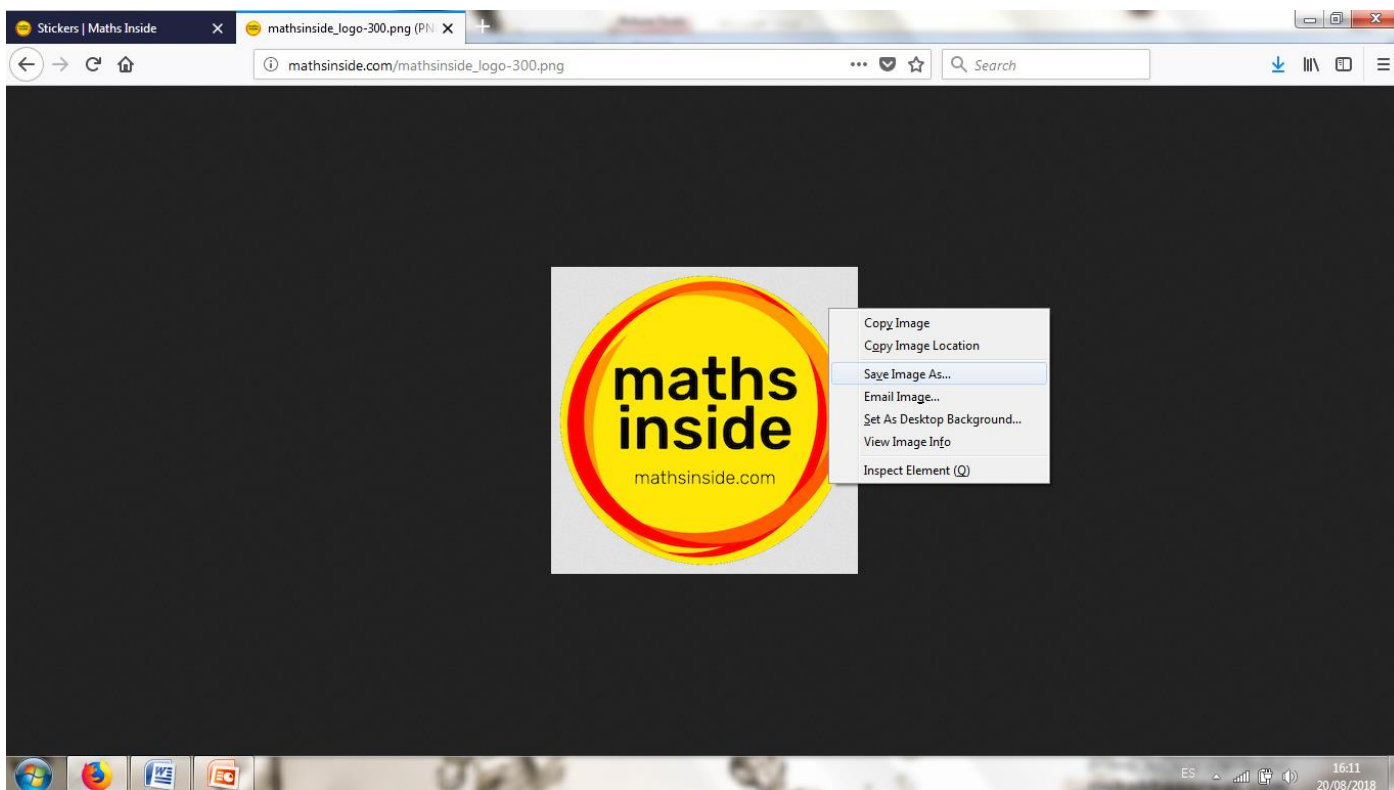 Stickers | Maths Inside
mathsinside_logo-300.png (PN
mathsinside.com/mathsinside_logo-300.png
Search
maths
inside
mathsinside.com
Copy Image
Copy Image Location
Save Image As...
Email Image...
Set As Desktop Background...
View Image Info
Inspect Element (Q)
ES
16:11
20/08/2018